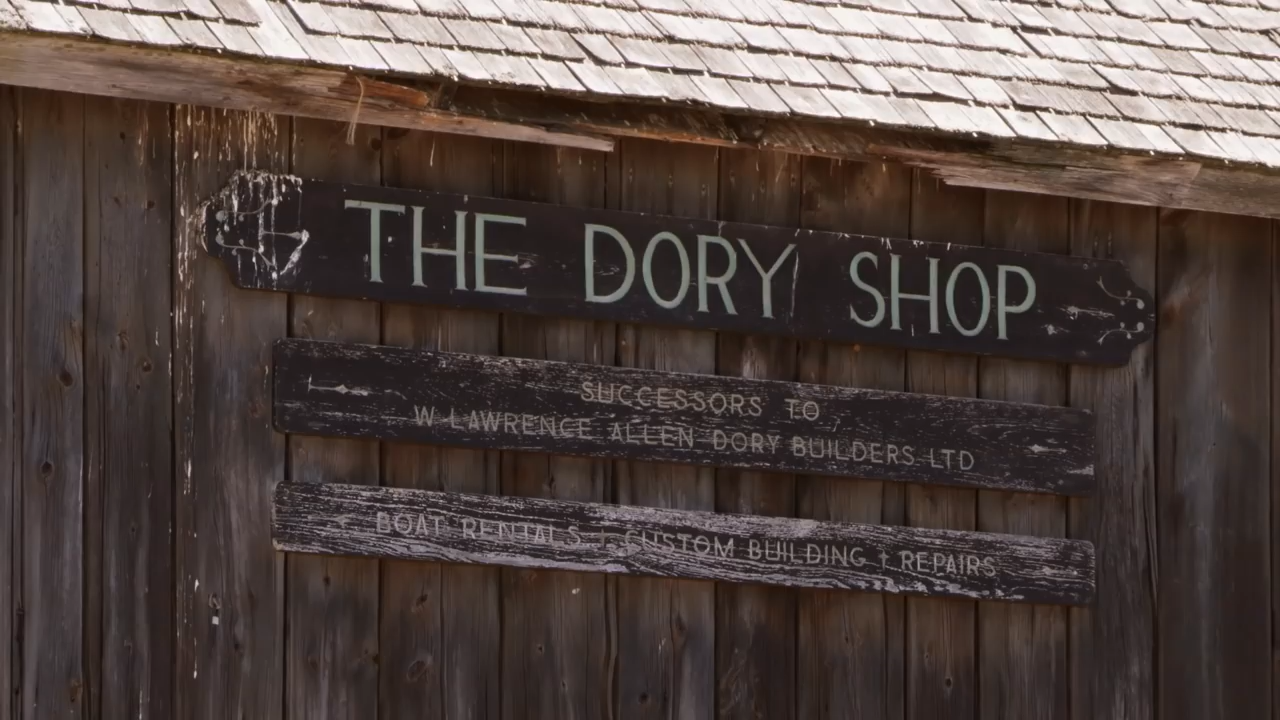 THE DORY SHOP
SUCCESSORS TO
W LAWRENCE ALLEN DORY BUILDERS LTD
BOAT RENTALS + CUSTOM BUILDING + REPAIRS